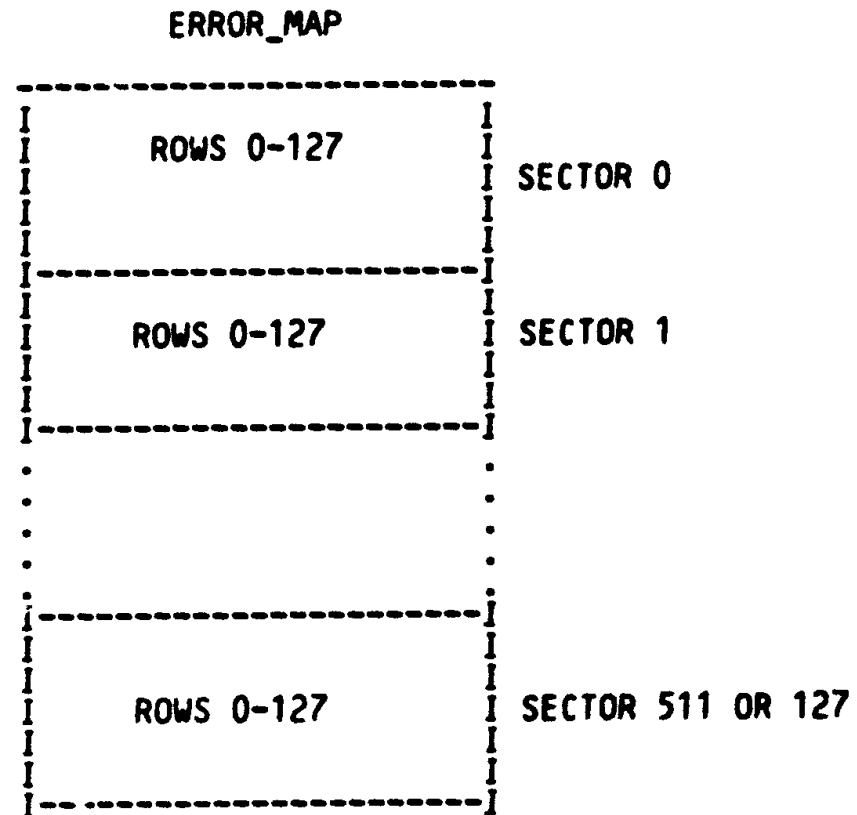 ERROR_MAP
ROWS 0-127
SECTOR 0
ROWS 0-127
SECTOR 1
ROWS 0-127
SECTOR 511 OR 127